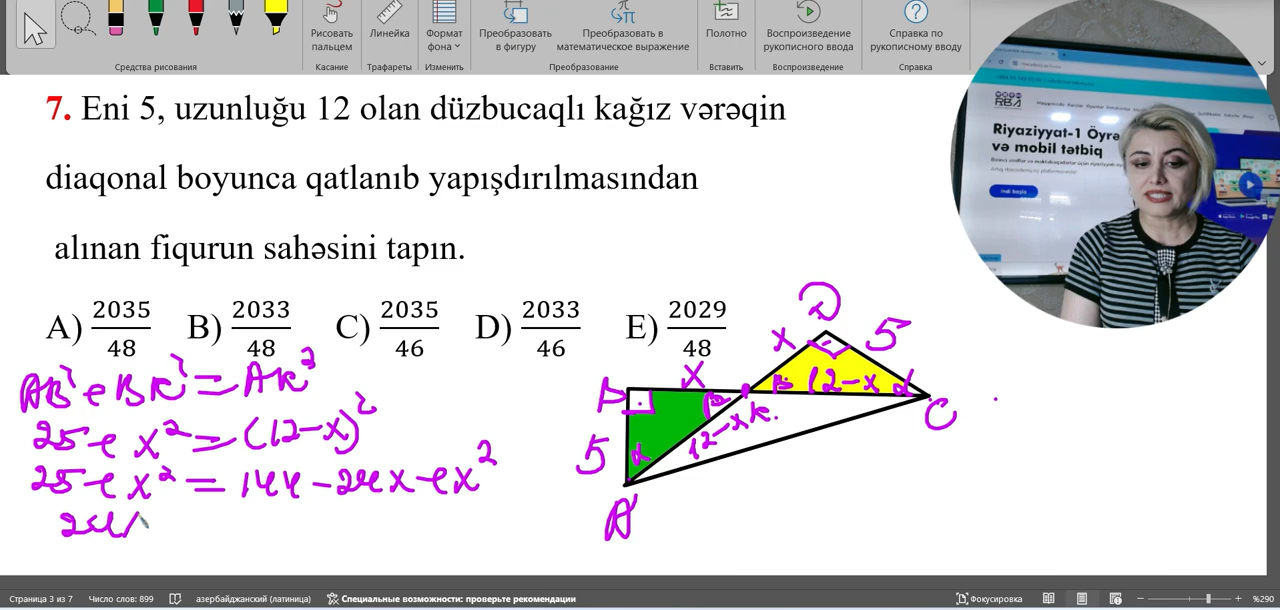 Рисовать пальцем
Линейка
Формат фона
Преобразовать в фигуру
Преобразовать в математическое выражение
Полотно
Воспроизведение рукописного ввода
Справка по рукописному вводу
Средства рисования
Касание
Трафареты
Изменить
Преобразование
Вставить
Воспроизведение
Справка
RBA
Riyaziyyat-1 Öyrə
və mobil tətbiq
İndi başla
7. Eni 5, uzunluğu 12 olan düzbucaqlı kağız vərəqin
diaqonal boyunca qatlanıb yapışdırılmasından
alınan fiqurun sahəsini tapın.
A) 2035/48 B) 2033/48 C) 2035/46 D) 2033/46 E) 2029/48
AB² + BK² = AK²
25 + x² = (12-x)²
25 + x² = 144 - 24x + x²
24
D
x 5
B x β 12-x α
β K. C
5 α 12-x
A
Страница 3 из 7 Число слов: 899 азербайджанский (латиница) Специальные возможности: проверьте рекомендации Фокусировка %290